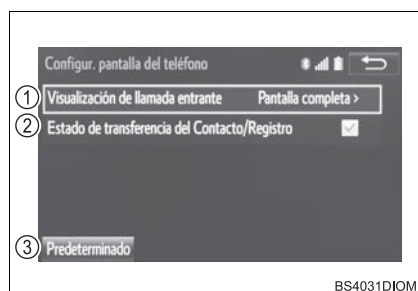 Configur. pantalla del teléfono
1 Visualización de llamada entrante Pantalla completa >
2 Estado de transferencia del Contacto/Registro
3 Predeterminado
BS4031DIOM